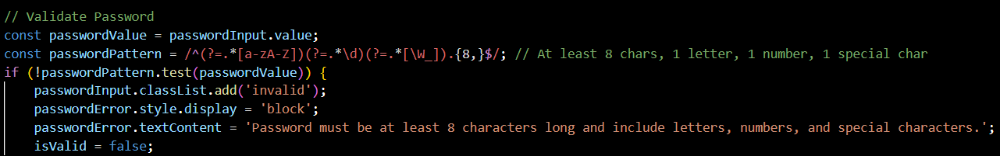 // Validate Password
const passwordValue = passwordInput.value;
const passwordPattern = /^(?=.*[a-zA-Z])(?=.*\d)(?=.*[\W_]).{8,}$/; // At least 8 chars, 1 letter, 1 number, 1 special char
if (!passwordPattern.test(passwordValue)) {
    passwordInput.classList.add('invalid');
    passwordError.style.display = 'block';
    passwordError.textContent = 'Password must be at least 8 characters long and include letters, numbers, and special characters.';
    isValid = false;